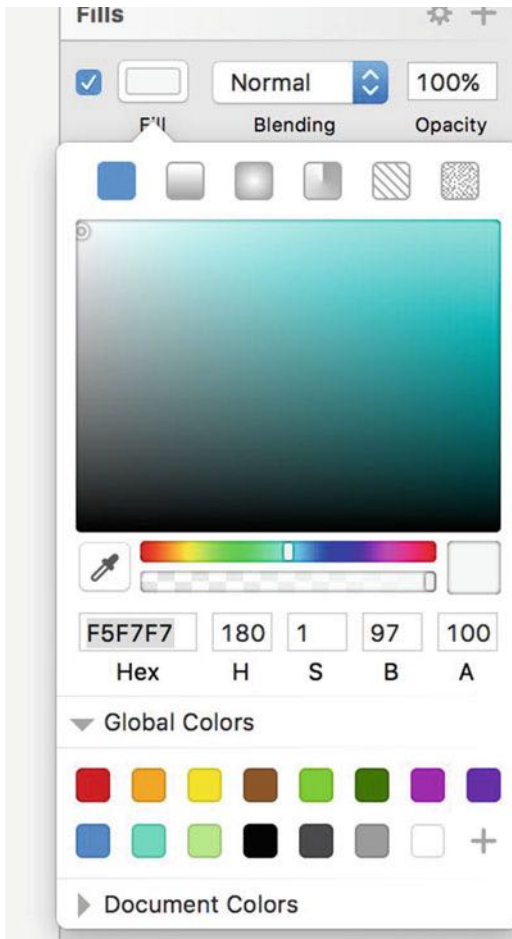 Fills
Normal 100%
Fill Blending Opacity
F5F7F7 180 1 97 100
Hex H S B A
Global Colors
Document Colors